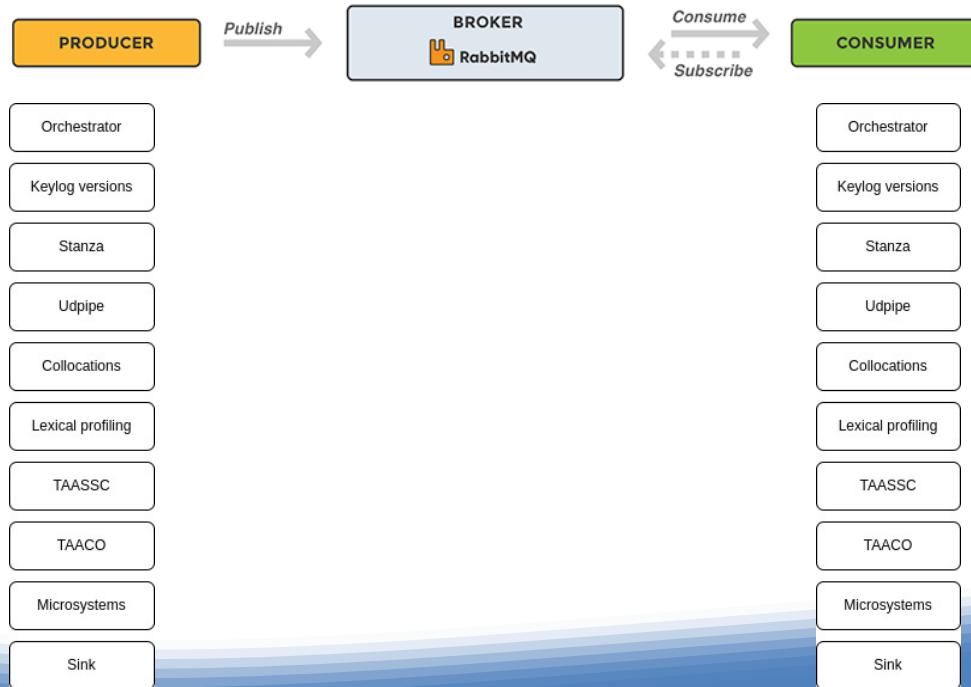 PRODUCER
Publish
BROKER
RabbitMQ
Consume
Subscribe
CONSUMER
Orchestrator
Keylog versions
Stanza
Udpipe
Collocations
Lexical profiling
TAASSC
TAACO
Microsystems
Sink
Orchestrator
Keylog versions
Stanza
Udpipe
Collocations
Lexical profiling
TAASSC
TAACO
Microsystems
Sink